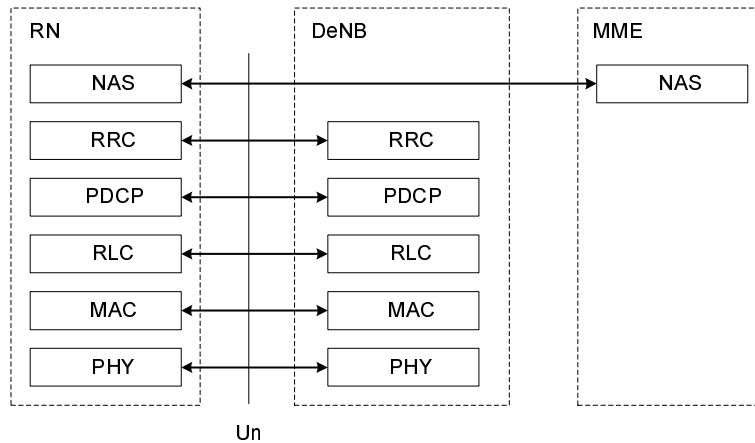 RN DeNB MME
NAS NAS
RRC RRC
PDCP PDCP
RLC RLC
MAC MAC
PHY PHY
Un